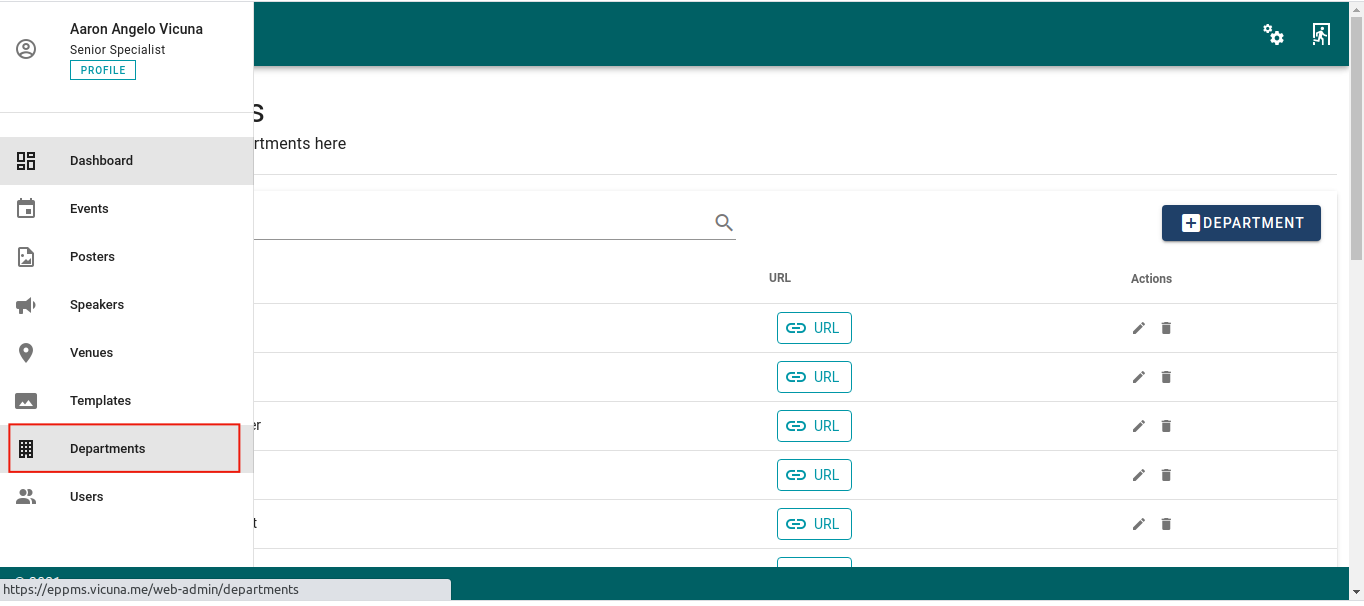 Aaron Angelo Vicuna
Senior Specialist
PROFILE
Dashboard
Events
Posters
Speakers
Venues
Templates
Departments
Users
s
rtments here
DEPARTMENT
URL Actions
URL
URL
er URL
URL
t URL
https://eppms.vicuna.me/web-admin/departments